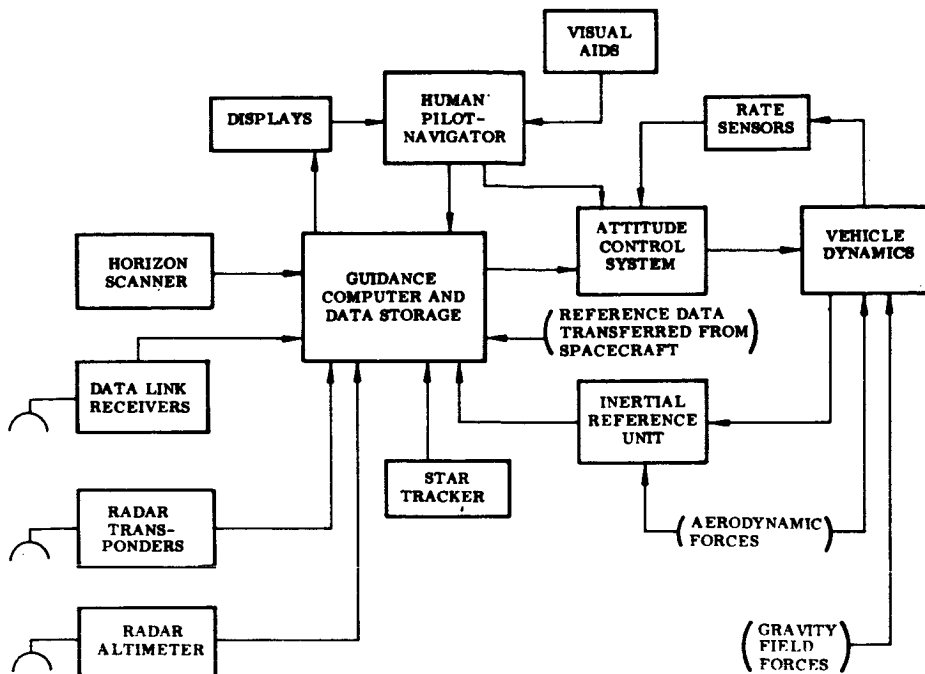 VISUAL
AIDS
HUMAN
PILOT-
NAVIGATOR
DISPLAYS
RATE
SENSORS
ATTITUDE
CONTROL
SYSTEM
VEHICLE
DYNAMICS
HORIZON
SCANNER
GUIDANCE
COMPUTER AND
DATA STORAGE
(REFERENCE DATA
TRANSFERRED FROM
SPACECRAFT)
DATA LINK
RECEIVERS
INERTIAL
REFERENCE
UNIT
STAR
TRACKER
RADAR
TRANS-
PONDERS
(AERODYNAMIC
FORCES)
RADAR
ALTIMETER
(GRAVITY
FIELD
FORCES)